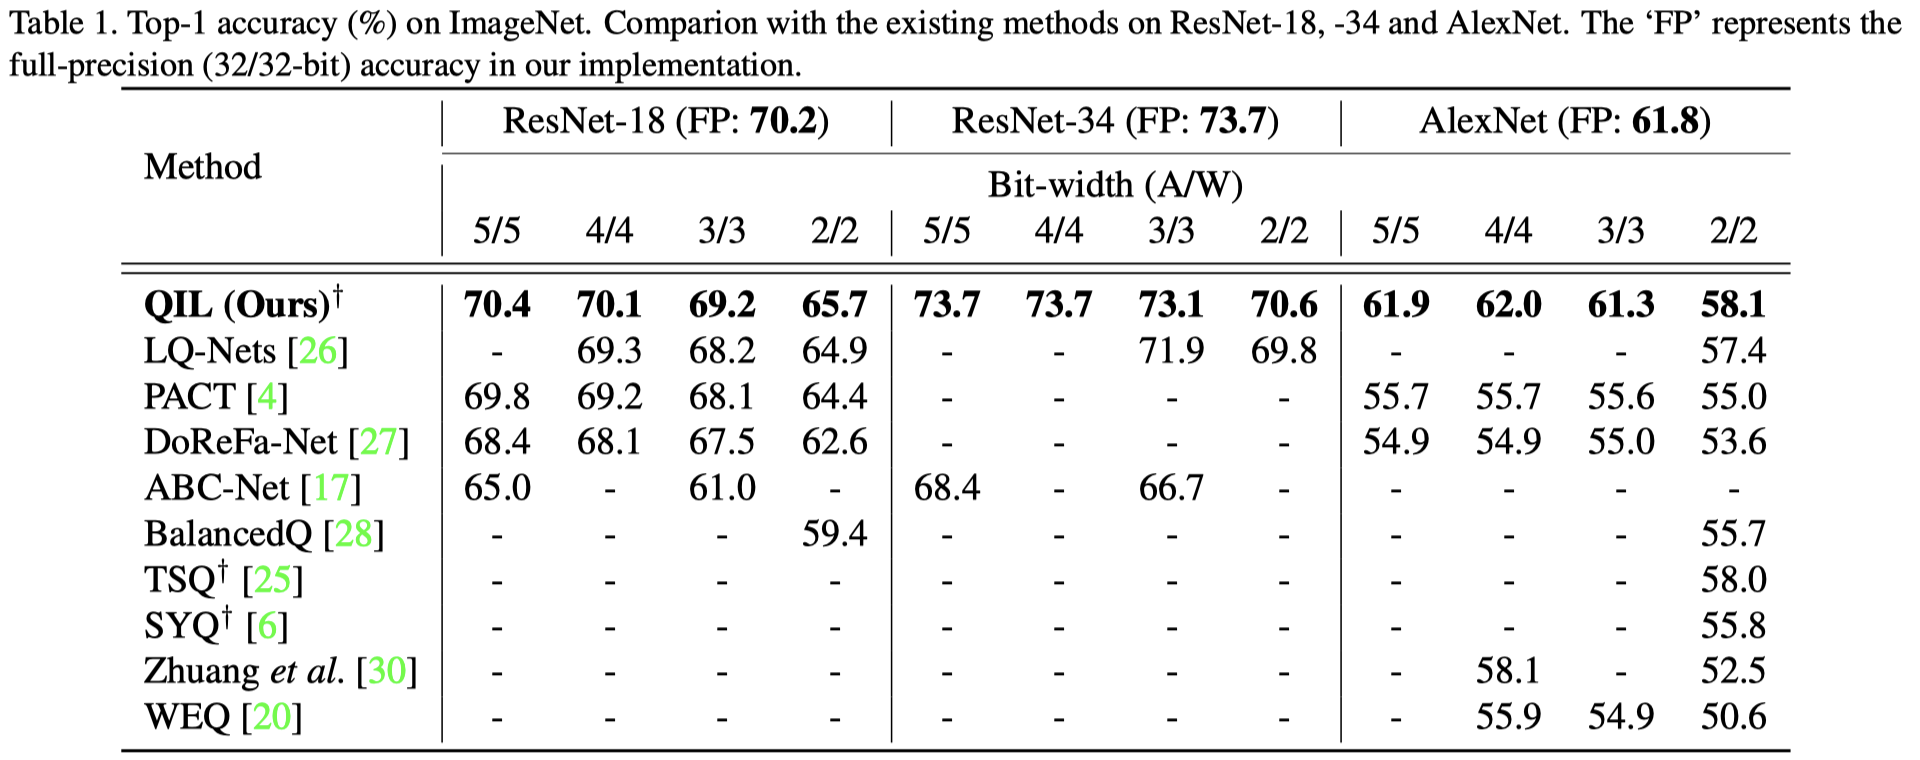 Table 1. Top-1 accuracy (%) on ImageNet. Comparion with the existing methods on ResNet-18, -34 and AlexNet. The ‘FP’ represents the
full-precision (32/32-bit) accuracy in our implementation.
Method ResNet-18 (FP: 70.2) ResNet-34 (FP: 73.7) AlexNet (FP: 61.8)
Bit-width (A/W)
5/5 4/4 3/3 2/2 5/5 4/4 3/3 2/2 5/5 4/4 3/3 2/2
QIL (Ours)† 70.4 70.1 69.2 65.7 73.7 73.7 73.1 70.6 61.9 62.0 61.3 58.1
LQ-Nets [26] - 69.3 68.2 64.9 - - 71.9 69.8 - - - 57.4
PACT [4] 69.8 69.2 68.1 64.4 - - - - 55.7 55.7 55.6 55.0
DoReFa-Net [27] 68.4 68.1 67.5 62.6 - - - - 54.9 54.9 55.0 53.6
ABC-Net [17] 65.0 - 61.0 - 68.4 - 66.7 - - - - -
BalancedQ [28] - - - 59.4 - - - - - - - 55.7
TSQ† [25] - - - - - - - - - - - 58.0
SYQ† [6] - - - - - - - - - - - 55.8
Zhuang et al. [30] - - - - - - - - - 58.1 - 52.5
WEQ [20] - - - - - - - - - 55.9 54.9 50.6